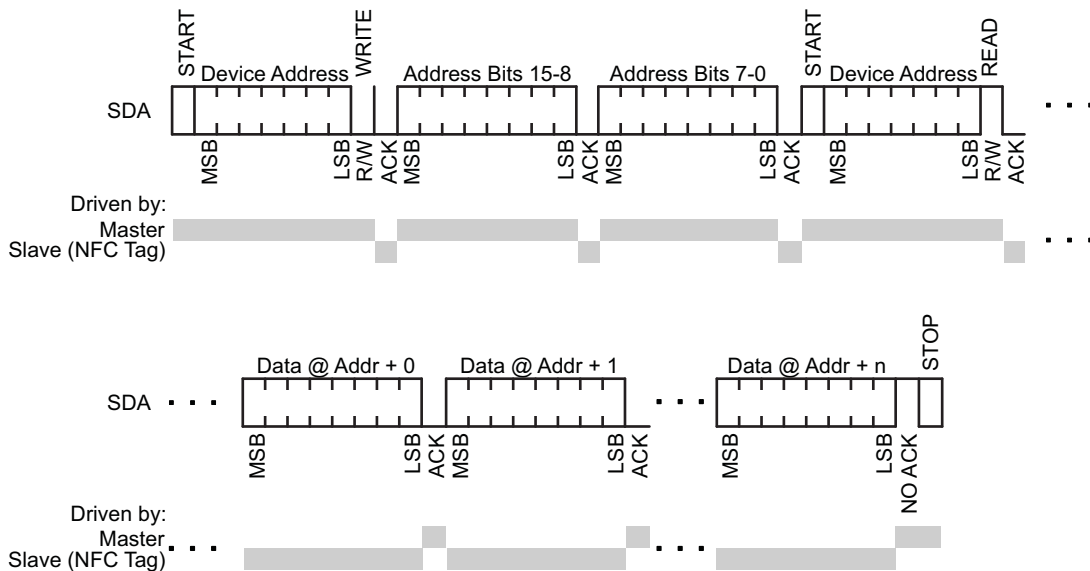 START
Device Address
WRITE
Address Bits 15-8
Address Bits 7-0
START
Device Address
READ
SDA
MSB
LSB
R/W
ACK
MSB
LSB
ACK
MSB
LSB
ACK
MSB
LSB
R/W
ACK
Driven by:
Master
Slave (NFC Tag)
Data @ Addr + 0
Data @ Addr + 1
Data @ Addr + n
STOP
SDA
MSB
LSB
ACK
MSB
LSB
ACK
MSB
LSB
NO ACK
Driven by:
Master
Slave (NFC Tag)